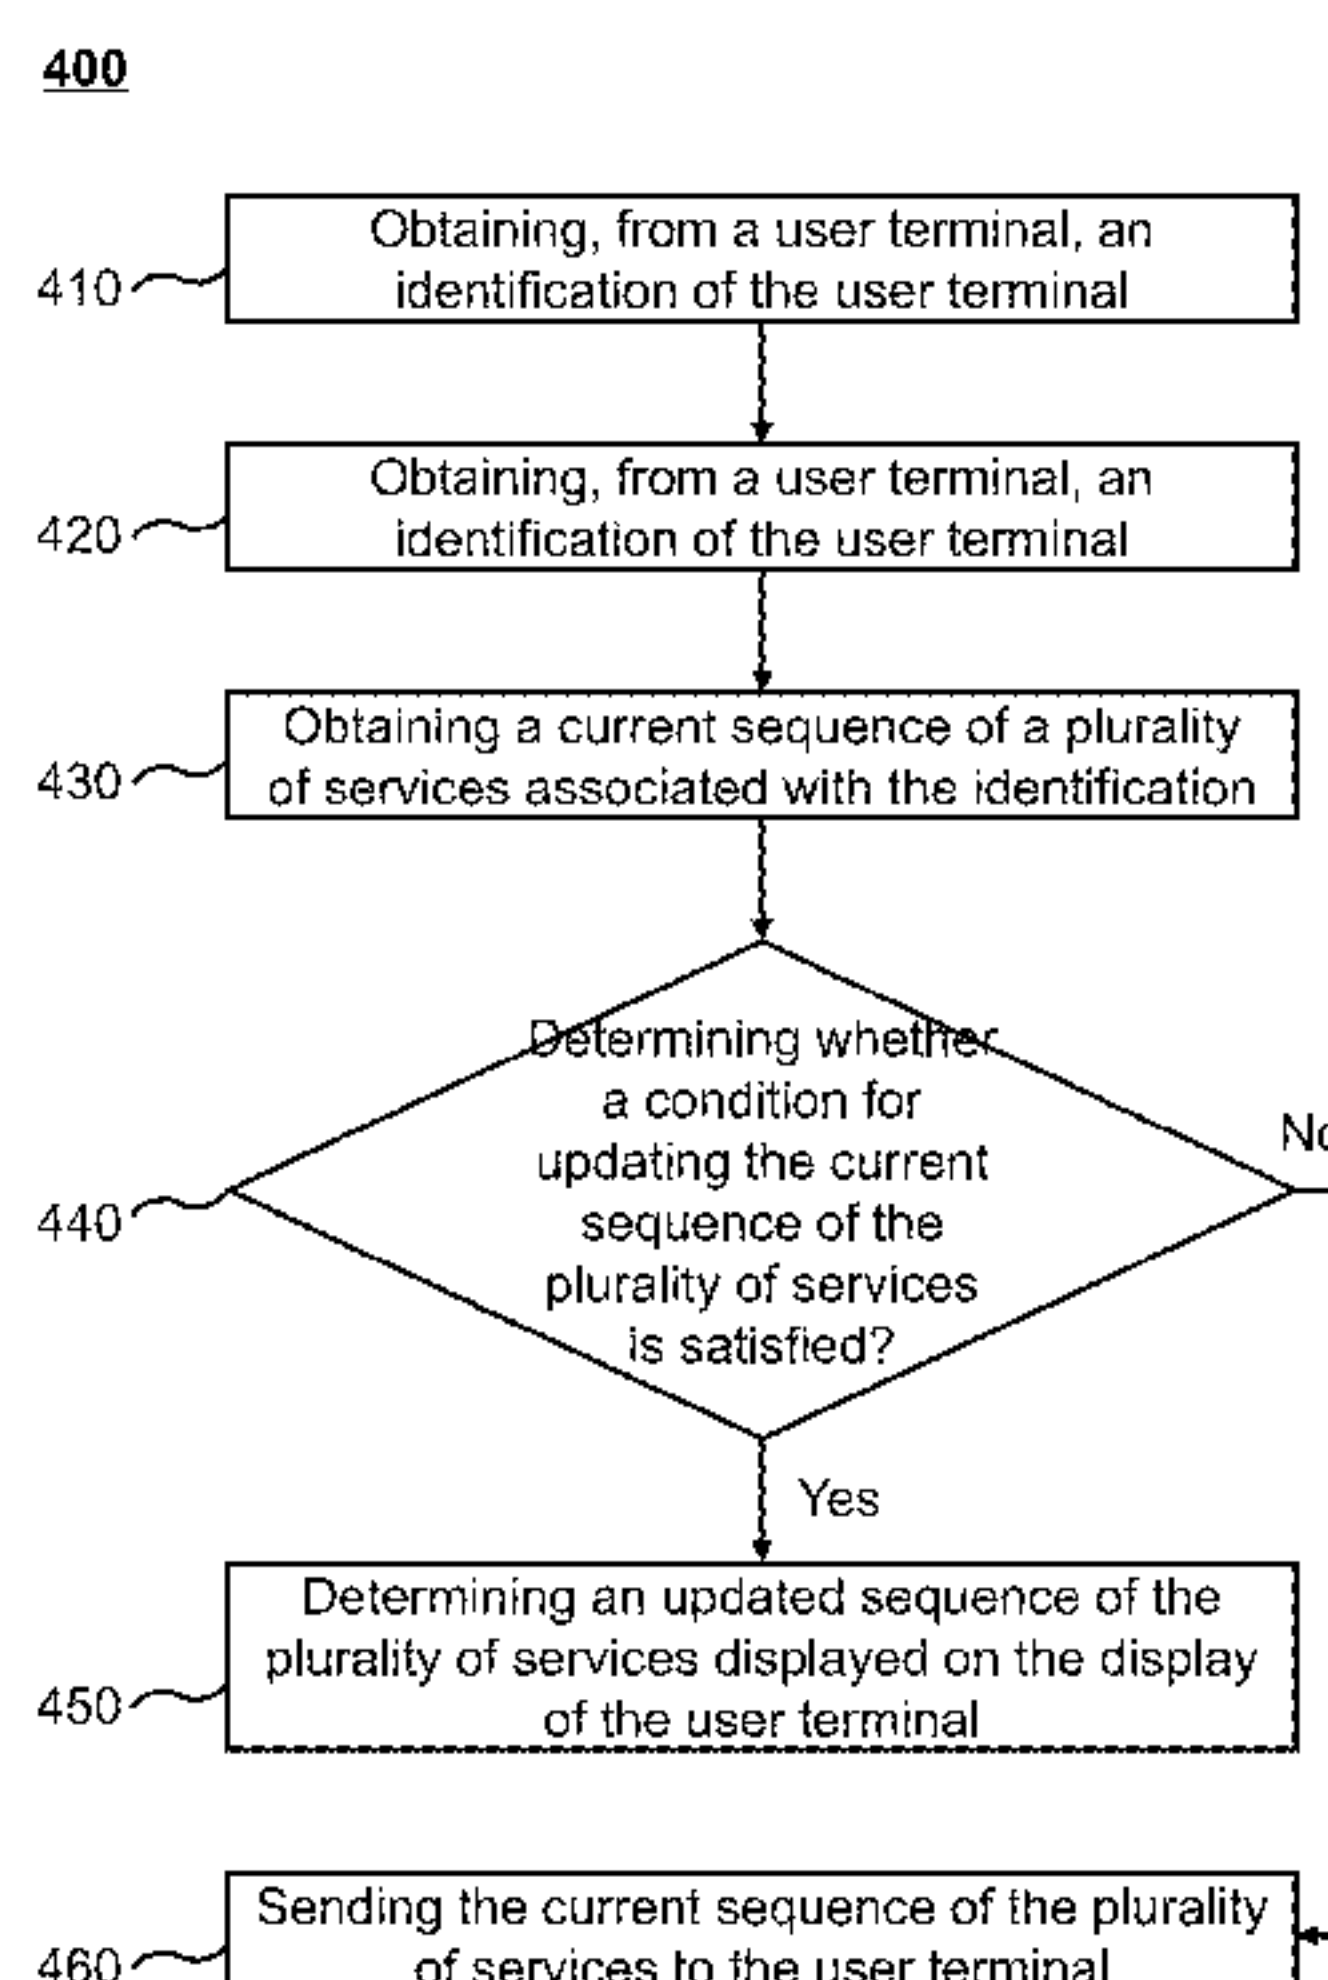 400
410
Obtaining, from a user terminal, an
identification of the user terminal
420
Obtaining, from a user terminal, an
identification of the user terminal
430
Obtaining a current sequence of a plurality
of services associated with the identification
440
Determining whether
a condition for
updating the current
sequence of the
plurality of services
is satisfied?
No
Yes
450
Determining an updated sequence of the
plurality of services displayed on the display
of the user terminal
460
Sending the current sequence of the plurality
of services to the user terminal